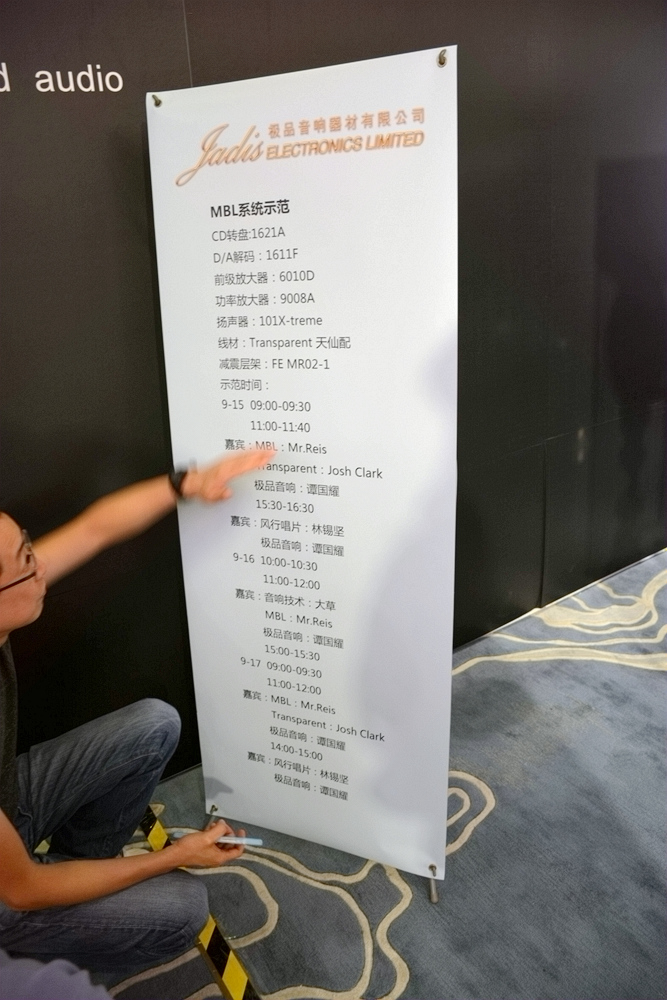 d audio
Jadis 极品音响器材有限公司
ELECTRONICS LIMITED
MBL系统示范
CD转盘:1621A
D/A解码：1611F
前级放大器：6010D
功率放大器：9008A
扬声器：101X-treme
线材：Transparent 天仙配
减震层架：FE MR02-1
示范时间：
9-15 09:00-09:30
11:00-11:40
嘉宾：MBL：Mr.Reis
Transparent：Josh Clark
极品音响：谭国耀
15:30-16:30
嘉宾：风行唱片：林锡坚
极品音响：谭国耀
9-16 10:00-10:30
11:00-12:00
嘉宾：音响技术：大草
MBL：Mr.Reis
极品音响：谭国耀
15:00-15:30
9-17 09:00-09:30
11:00-12:00
嘉宾：MBL：Mr.Reis
Transparent：Josh Clark
极品音响：谭国耀
14:00-15:00
嘉宾：风行唱片：林锡坚
极品音响：谭国耀